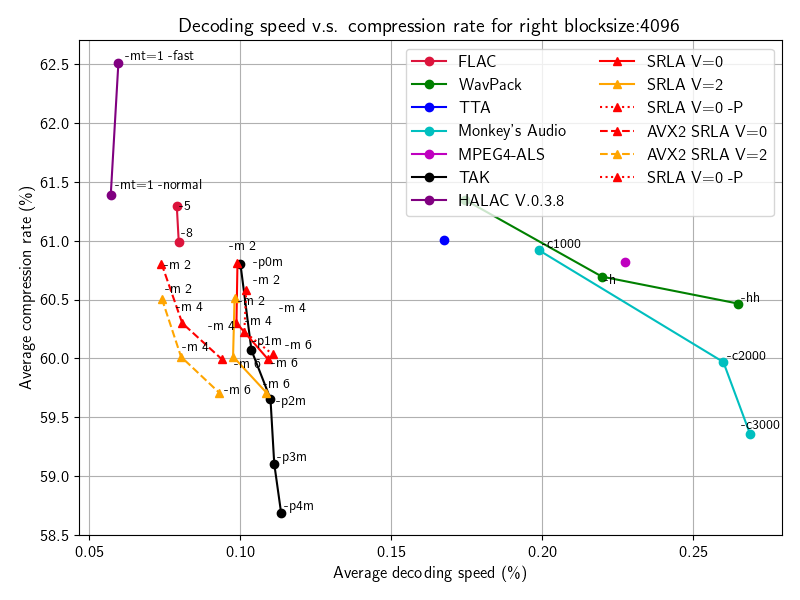 Decoding speed v.s. compression rate for right blocksize:4096
62.5
62.0
61.5
61.0
60.5
60.0
59.5
59.0
58.5
Average compression rate (%)
0.05
0.10
0.15
0.20
0.25
Average decoding speed (%)
FLAC
WavPack
TTA
Monkey's Audio
MPEG4-ALS
TAK
HALAC V.0.3.8
SRLA V=0
SRLA V=2
SRLA V=0 -P
AVX2 SRLA V=0
AVX2 SRLA V=2
SRLA V=0 -P
-mt=1 -fast
-mt=1 -normal
-5
-8
-m 2
-m 2
-m 4
-m 4
-m 4
-m 6
-m 2
-p0m
-m 2
-m 2
-m 4
-m 4
-p1m
-m 6
-m 6
-m 6
-m 6
-p2m
-p3m
-p4m
-c1000
-h
-hh
-c2000
-c3000